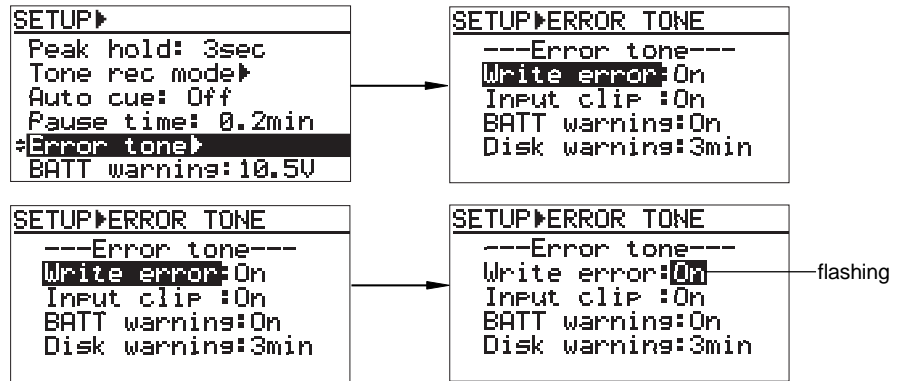 SETUP▶
Peak hold: 3sec
Tone rec mode▶
Auto cue: Off
Pause time: 0.2min
Error tone▶
BATT warning:10.5V
SETUP▶ERROR TONE
---Error tone---
Write error:On
Input clip :On
BATT warning:On
Disk warning:3min
SETUP▶ERROR TONE
---Error tone---
Write error:On
Input clip :On
BATT warning:On
Disk warning:3min
SETUP▶ERROR TONE
---Error tone---
Write error:On
Input clip :On
BATT warning:On
Disk warning:3min
flashing